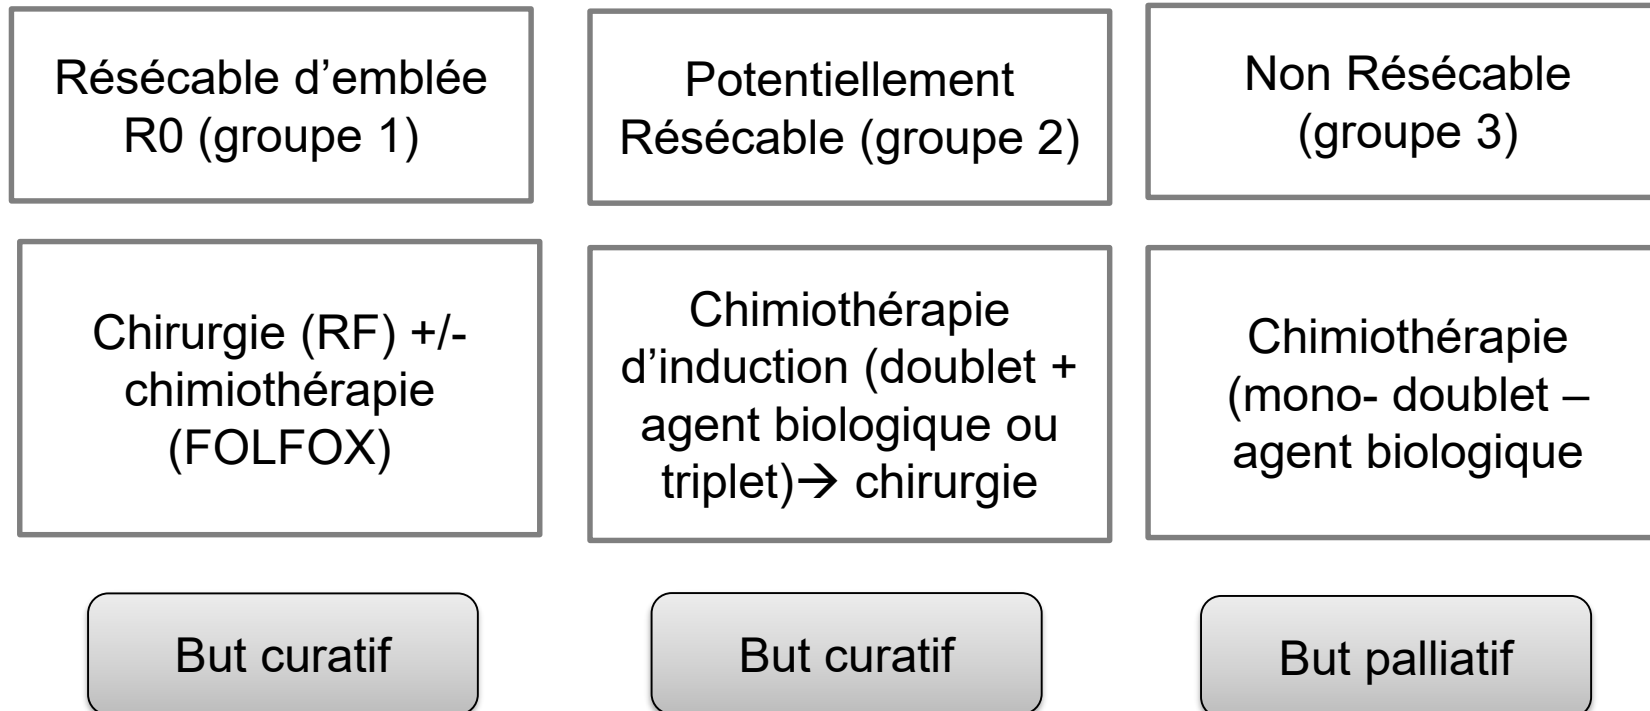 Résécable d’emblée
R0 (groupe 1)
Potentiellement
Résécable (groupe 2)
Non Résécable
(groupe 3)
Chirurgie (RF) +/-
chimiothérapie
(FOLFOX)
Chimiothérapie
d’induction (doublet +
agent biologique ou
triplet)→ chirurgie
Chimiothérapie
(mono- doublet –
agent biologique
But curatif
But curatif
But palliatif